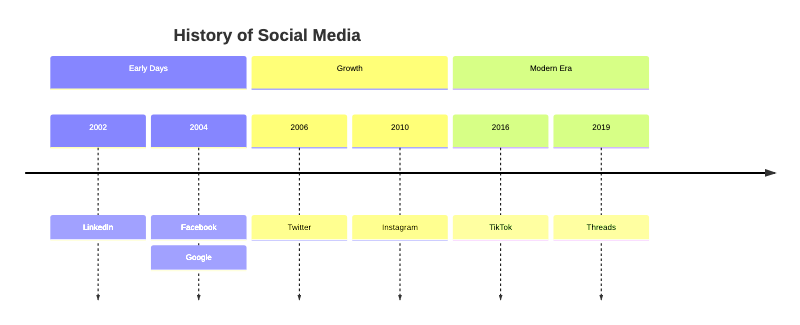 History of Social Media
Early Days
Growth
Modern Era
2002
2004
2006
2010
2016
2019
LinkedIn
Facebook
Twitter
Instagram
TikTok
Threads
Google